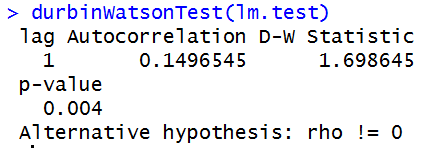 > durbinWatsonTest(lm.test)
lag Autocorrelation D-W Statistic
1 0.1496545 1.698645
p-value
0.004
Alternative hypothesis: rho != 0